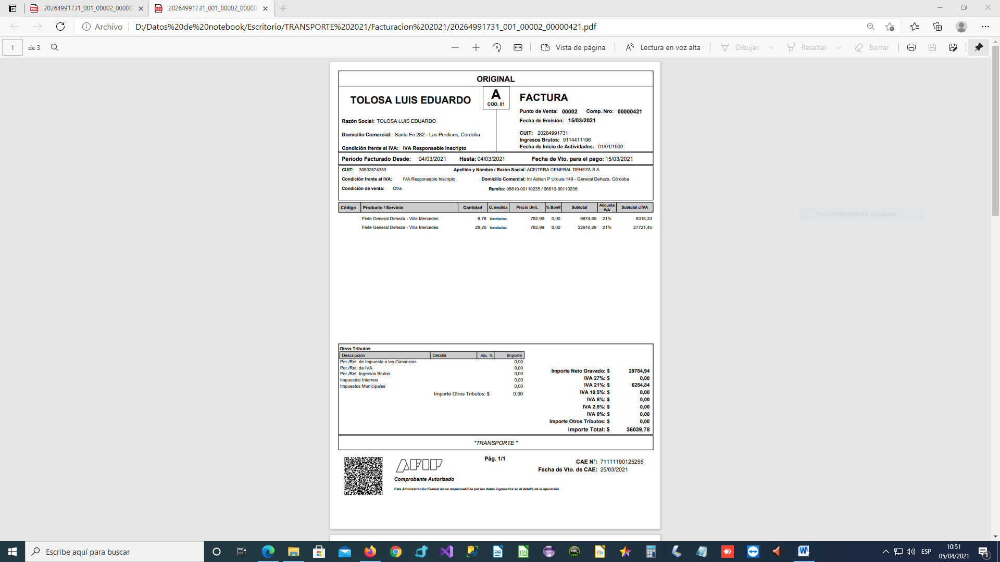 20264991731_001_00002_00000
20264991731_001_00002_00000
Archivo
D:/Datos%20de%20notebook/Escritorio/TRANSPORTE%202021/Facturacion%202021/20264991731_001_00002_00000421.pdf
1 de 3
Vista de página
Lectura en voz alta
Dibujar
Resaltar
Borrar
ORIGINAL
TOLOSA LUIS EDUARDO
A
COD. 01
FACTURA
Punto de Venta: 00002 Comp. Nro: 00000421
Razón Social: TOLOSA LUIS EDUARDO
Fecha de Emisión: 15/03/2021
Domicilio Comercial: Santa Fe 282 - Las Perdices, Córdoba
CUIT: 20264991731
Ingresos Brutos: 9114411196
Condición frente al IVA: IVA Responsable Inscripto
Fecha de Inicio de Actividades: 01/01/1900
Período Facturado Desde: 04/03/2021 Hasta: 04/03/2021 Fecha de Vto. para el pago: 15/03/2021
CUIT: 30502874353 Apellido y Nombre / Razón Social: ACEITERA GENERAL DEHEZA S A
Condición frente al IVA: IVA Responsable Inscripto Domicilio Comercial: Int Adrian P Urquia 149 - General Deheza, Córdoba
Condición de venta: Otra Remito: 06610-00110235 / 06610-00110236
Código Producto / Servicio Cantidad U. medida Precio Unit. % Bonif Subtotal Alicuota IVA Subtotal c/IVA
Flete General Deheza - Villa Mercedes 8,78 toneladas 782,99 0,00 6874,65 21% 8318,33
Flete General Deheza - Villa Mercedes 29,26 toneladas 782,99 0,00 22910,29 21% 27721,45
Recorte de pantalla completa
Otros Tributos
Descripción Detalle Alíc. % Importe
Per./Ret. de Impuesto a las Ganancias 0,00
Per./Ret. de IVA 0,00
Per./Ret. Ingresos Brutos 0,00
Impuestos Internos 0,00
Impuestos Municipales 0,00
Importe Otros Tributos: $ 0,00
Importe Neto Gravado: $ 29784,94
IVA 27%: $ 0,00
IVA 21%: $ 6254,84
IVA 10.5%: $ 0,00
IVA 5%: $ 0,00
IVA 2.5%: $ 0,00
IVA 0%: $ 0,00
Importe Otros Tributos: $ 0,00
Importe Total: $ 36039,78
"TRANSPORTE "
AFIP
Comprobante Autorizado
Esta Administración Federal no se responsabiliza por los datos ingresados en el detalle de la operación
Pág. 1/1
CAE N°: 71111190125255
Fecha de Vto. de CAE: 25/03/2021
Escribe aquí para buscar
ESP
10:51
05/04/2021
1